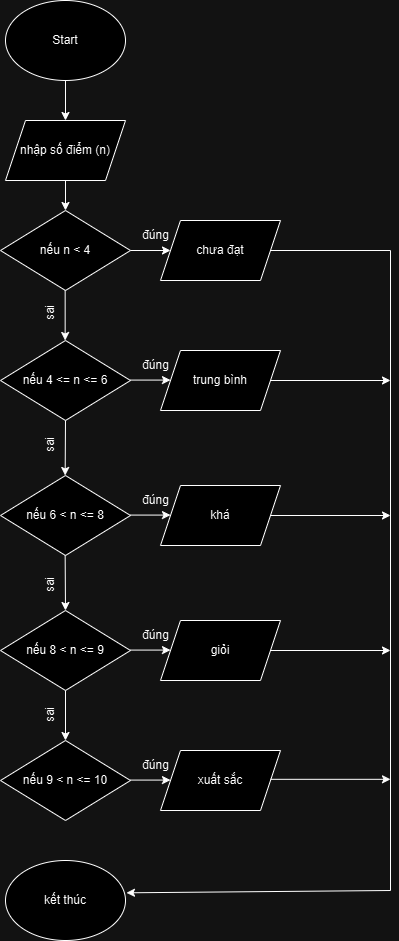 Start
nhập số điểm (n)
nếu n < 4
đúng
chưa đạt
sai
nếu 4 <= n <= 6
đúng
trung bình
sai
nếu 6 < n <= 8
đúng
khá
sai
nếu 8 < n <= 9
đúng
giỏi
sai
nếu 9 < n <= 10
đúng
xuất sắc
kết thúc